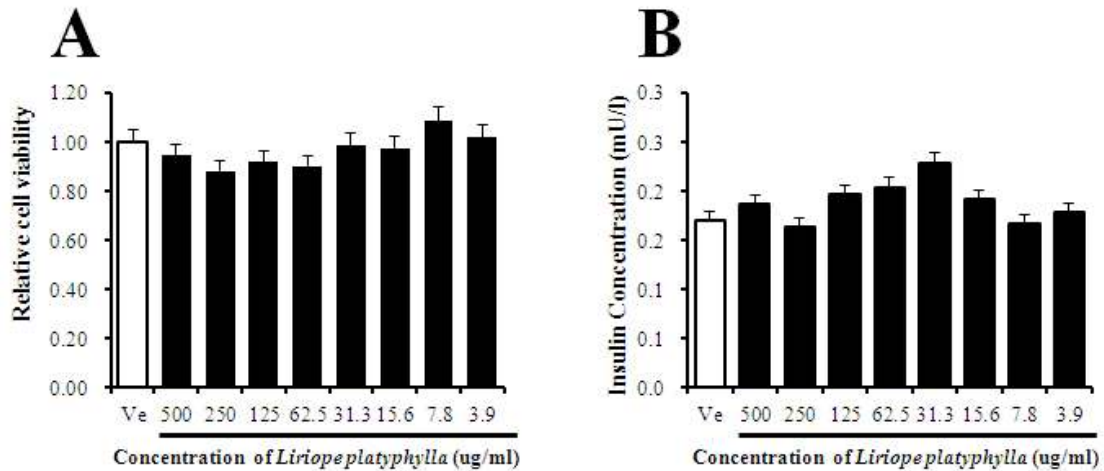 A
Relative cell viability
1.20
1.00
0.80
0.60
0.40
0.20
0.00
Ve 500 250 125 62.5 31.3 15.6 7.8 3.9
Concentration of Liriope platyphylla (ug/ml)
B
Insulin Concentration (mU/l)
0.3
0.3
0.2
0.2
0.1
0.1
0.0
Ve 500 250 125 62.5 31.3 15.6 7.8 3.9
Concentration of Liriope platyphylla (ug/ml)